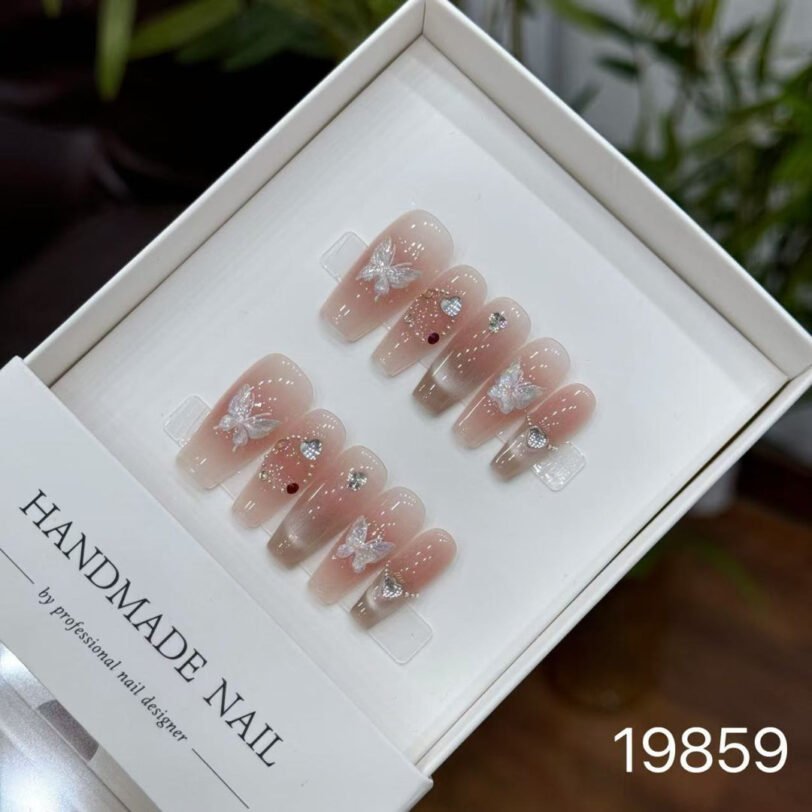 HANDMADE NAIL
by professional nail designer
19859